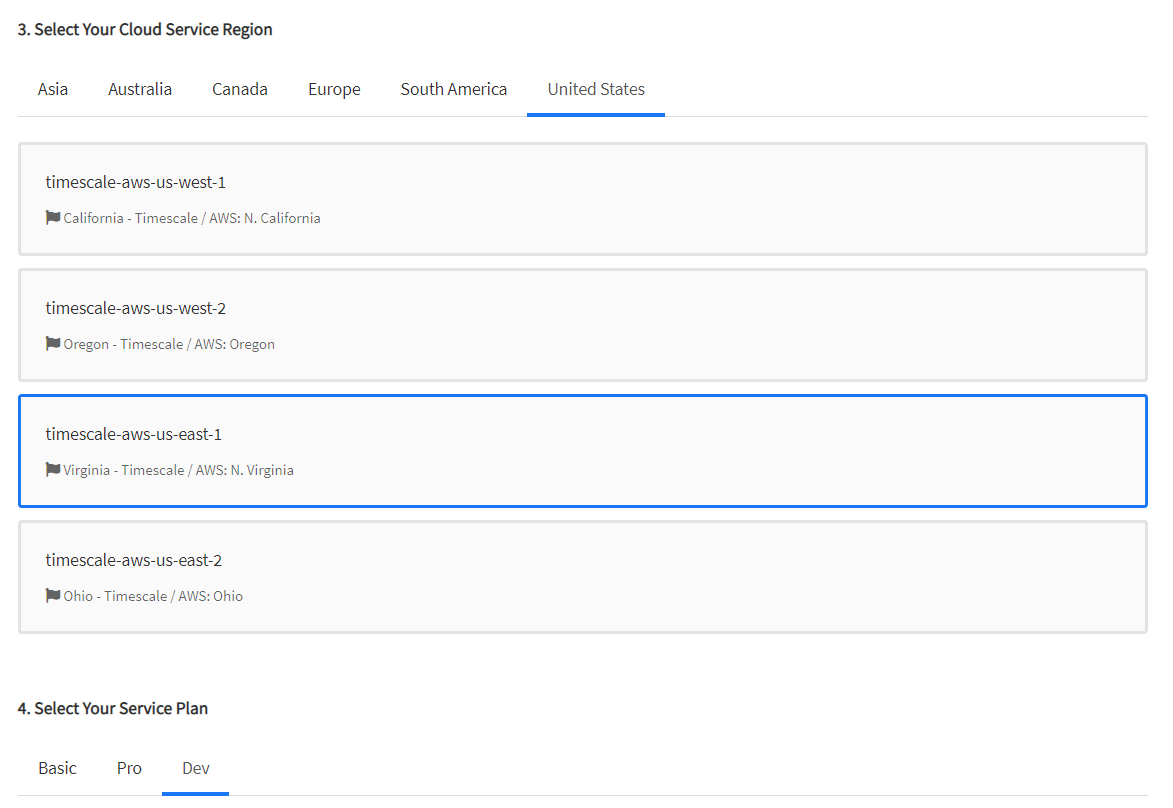 3. Select Your Cloud Service Region
Asia Australia Canada Europe South America United States
timescale-aws-us-west-1
California - Timescale / AWS: N. California
timescale-aws-us-west-2
Oregon - Timescale / AWS: Oregon
timescale-aws-us-east-1
Virginia - Timescale / AWS: N. Virginia
timescale-aws-us-east-2
Ohio - Timescale / AWS: Ohio
4. Select Your Service Plan
Basic Pro Dev